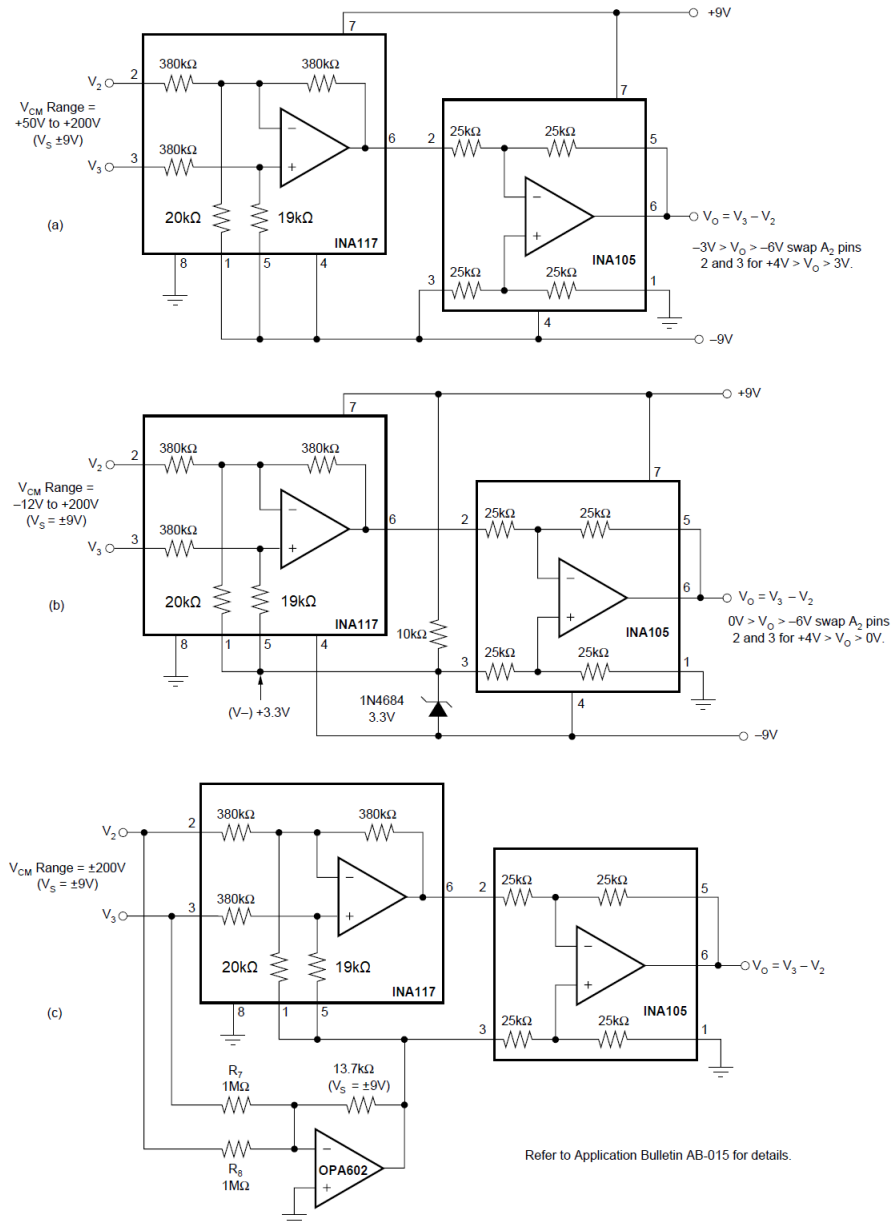 +9V
7
7
380kΩ
380kΩ
V2
2
VCM Range =
+50V to +200V
(VS ±9V)
–
6
2
25kΩ
25kΩ
5
V3
3
380kΩ
+
–
(a)
20kΩ
19kΩ
6
VO = V3 – V2
INA117
+
–3V > VO > –6V swap A2 pins
2 and 3 for +4V > VO > 3V.
8
1
5
4
3
25kΩ
INA105
25kΩ
1
4
–9V
+9V
7
7
380kΩ
380kΩ
V2
2
VCM Range =
–12V to +200V
(VS = ±9V)
–
6
2
25kΩ
25kΩ
5
V3
3
380kΩ
+
–
(b)
20kΩ
19kΩ
6
VO = V3 – V2
INA117
10kΩ
+
0V > VO > –6V swap A2 pins
2 and 3 for +4V > VO > 0V.
8
1
5
4
3
25kΩ
INA105
25kΩ
1
(V–) +3.3V
1N4684
3.3V
4
–9V
380kΩ
380kΩ
V2
2
VCM Range = ±200V
(VS = ±9V)
–
6
2
25kΩ
25kΩ
5
V3
3
380kΩ
+
–
20kΩ
19kΩ
6
VO = V3 – V2
INA117
+
(c)
8
1
5
3
25kΩ
INA105
25kΩ
1
R7
1MΩ
13.7kΩ
(VS = ±9V)
–
R8
1MΩ
OPA602
+
Refer to Application Bulletin AB-015 for details.